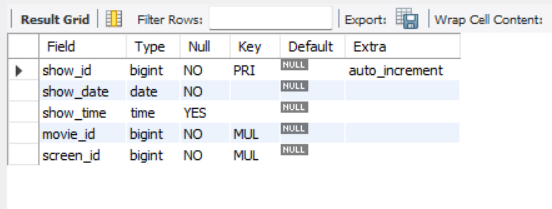 Result Grid Filter Rows: Export: Wrap Cell Content:
Field Type Null Key Default Extra
show_id bigint NO PRI NULL auto_increment
show_date date NO NULL
show_time time YES NULL
movie_id bigint NO MUL NULL
screen_id bigint NO MUL NULL